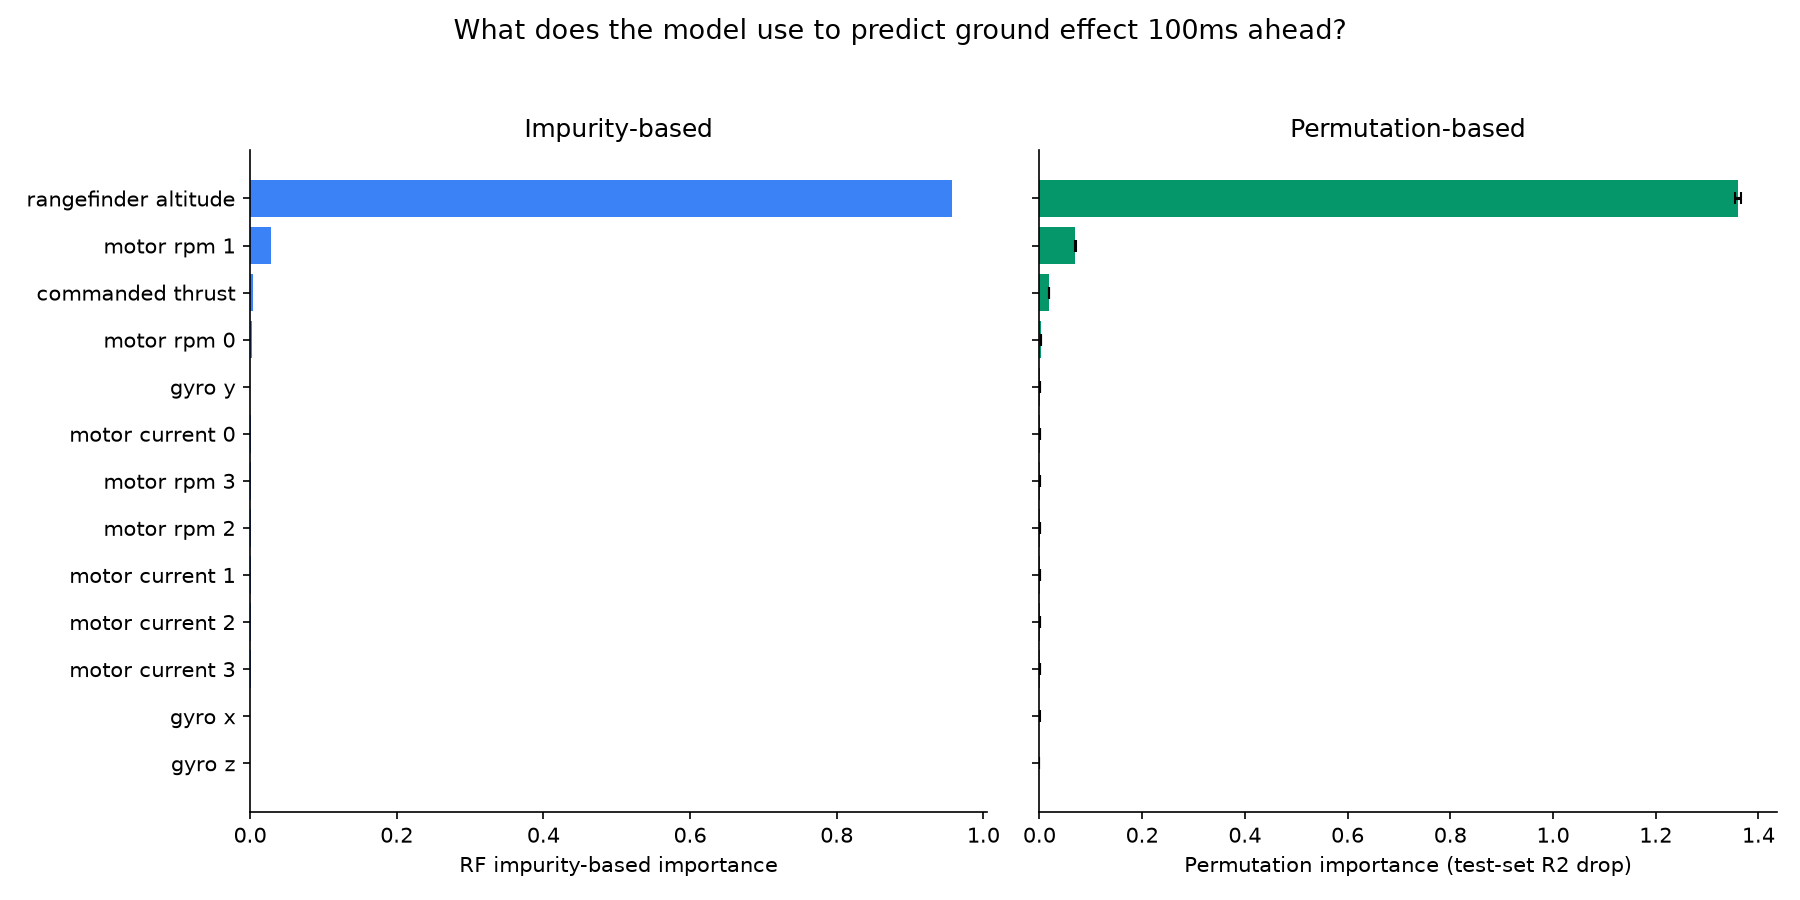 What does the model use to predict ground effect 100ms ahead?
Impurity-based
Permutation-based
rangefinder altitude
motor rpm 1
commanded thrust
motor rpm 0
gyro y
motor current 0
motor rpm 3
motor rpm 2
motor current 1
motor current 2
motor current 3
gyro x
gyro z
0.0 0.2 0.4 0.6 0.8 1.0
RF impurity-based importance
0.0 0.2 0.4 0.6 0.8 1.0 1.2 1.4
Permutation importance (test-set R2 drop)